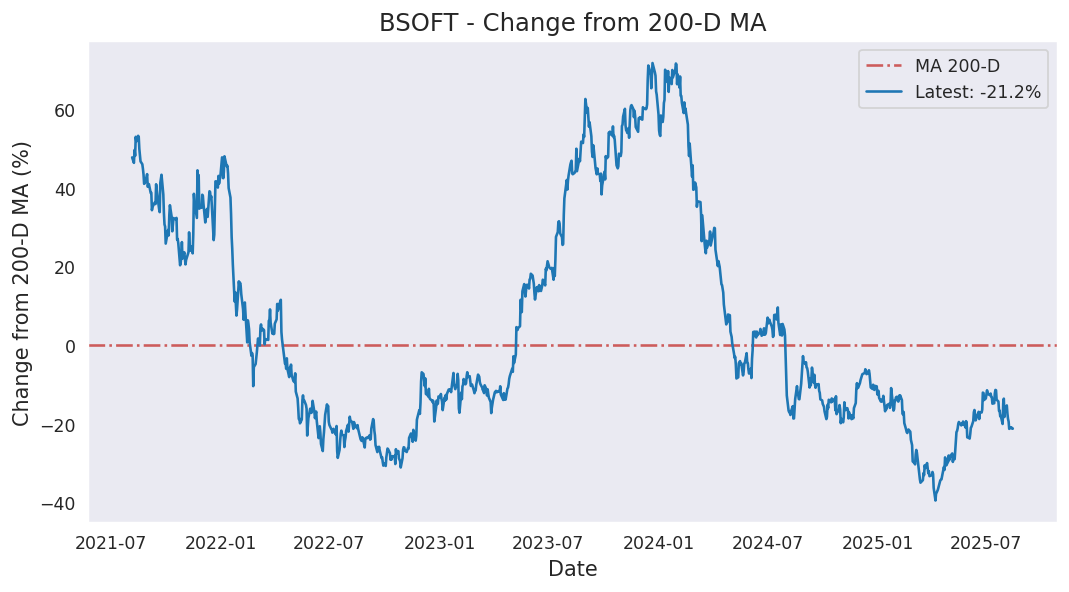 BSOFT - Change from 200-D MA
MA 200-D
Latest: -21.2%
Change from 200-D MA (%)
60
40
20
0
−20
−40
2021-07 2022-01 2022-07 2023-01 2023-07 2024-01 2024-07 2025-01 2025-07
Date